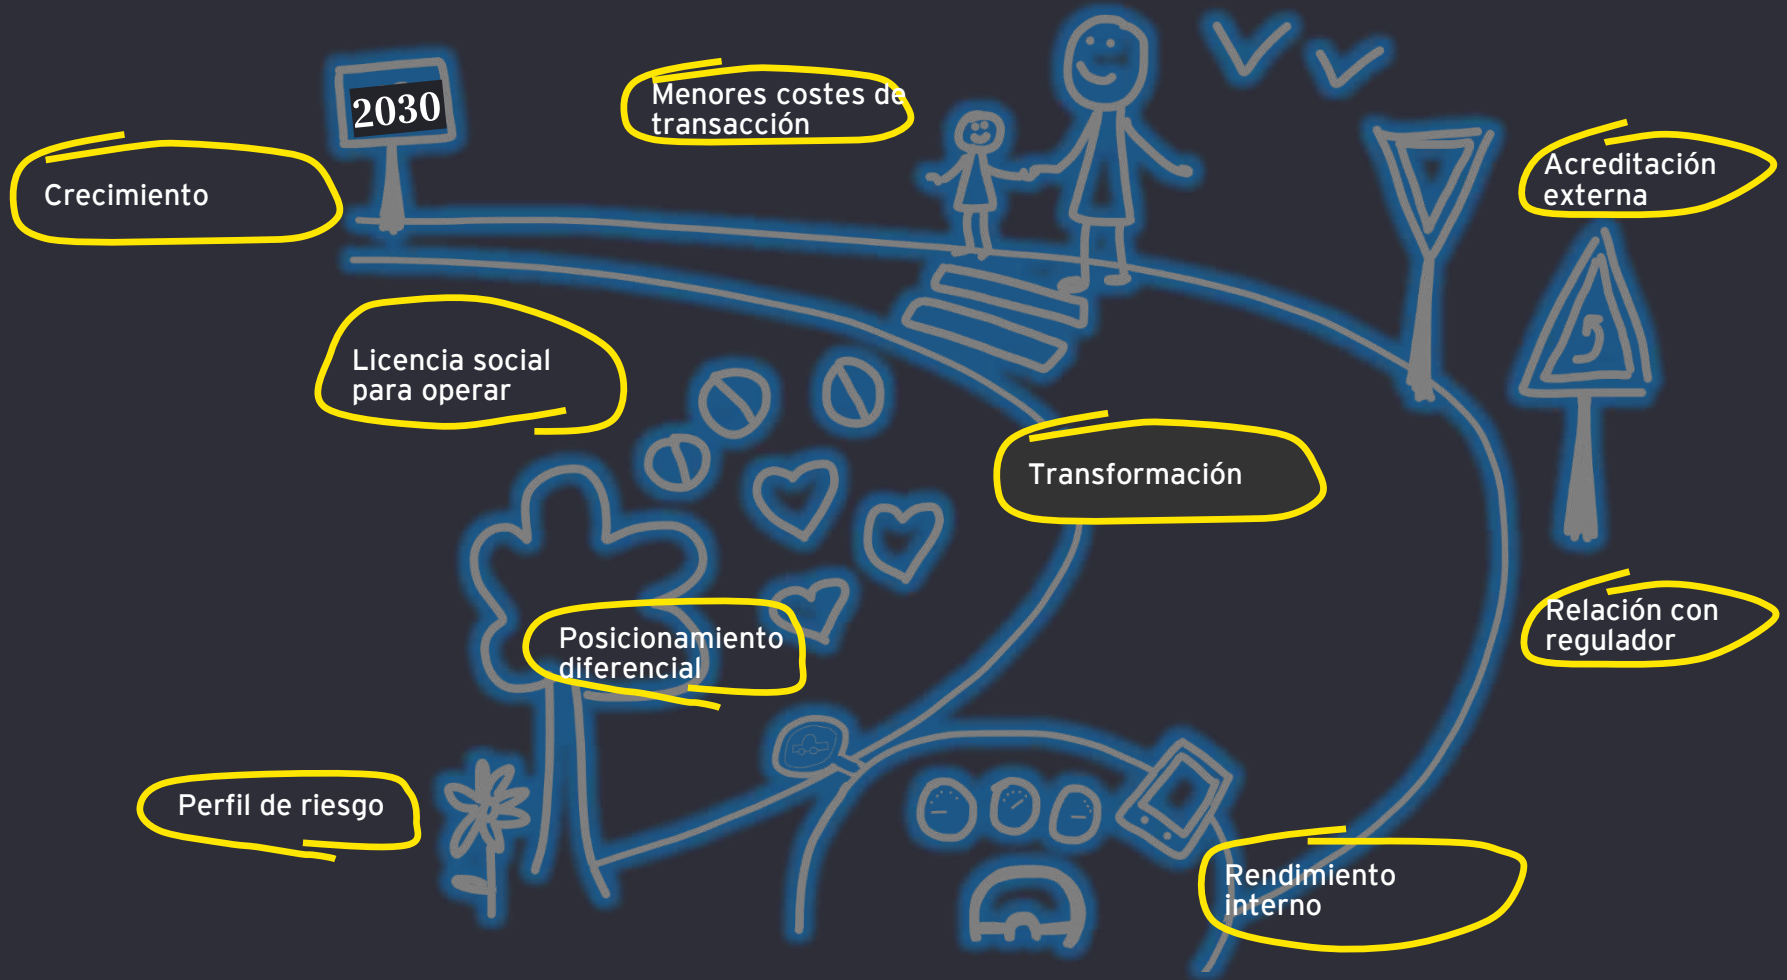 2030
Menores costes de
transacción
Crecimiento
Acreditación
externa
Licencia social
para operar
Transformación
Posicionamiento
diferencial
Relación con
regulador
Perfil de riesgo
Rendimiento
interno